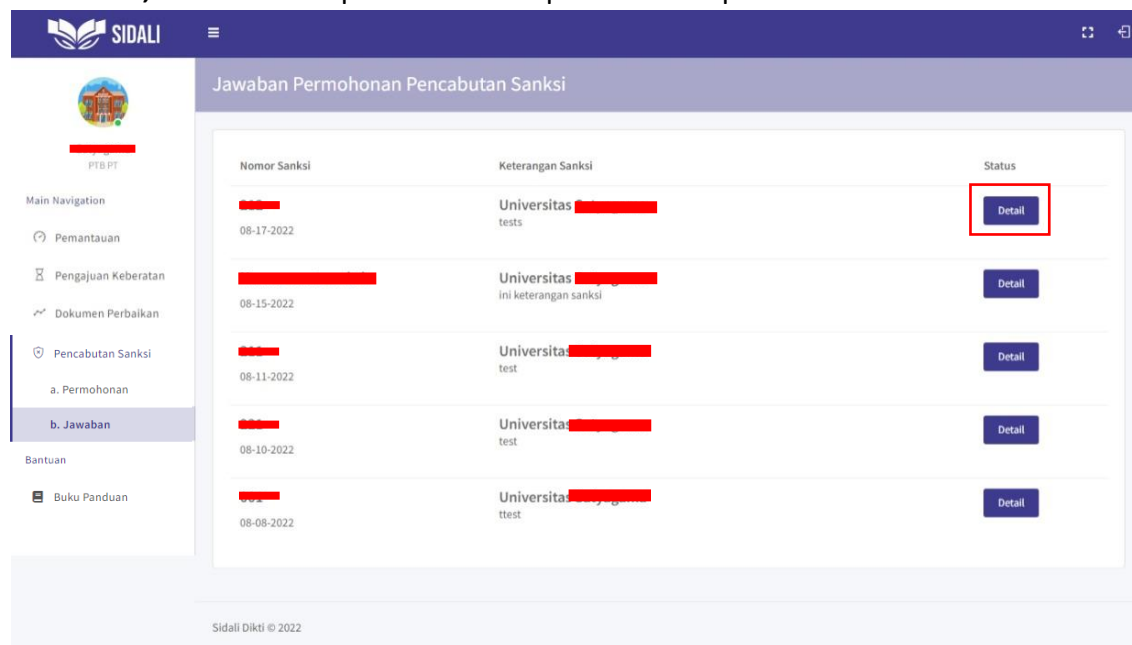 SIDALI
Jawaban Permohonan Pencabutan Sanksi
PTB PT
Main Navigation
Pemantauan
Pengajuan Keberatan
Dokumen Perbaikan
Pencabutan Sanksi
a. Permohonan
b. Jawaban
Bantuan
Buku Panduan
Nomor Sanksi Keterangan Sanksi Status
Universitas
08-17-2022 tests Detail
Universitas
08-15-2022 ini keterangan sanksi Detail
Universitas
08-11-2022 test Detail
Universitas
08-10-2022 test Detail
Universitas
08-08-2022 ttest Detail
Sidali Dikti © 2022